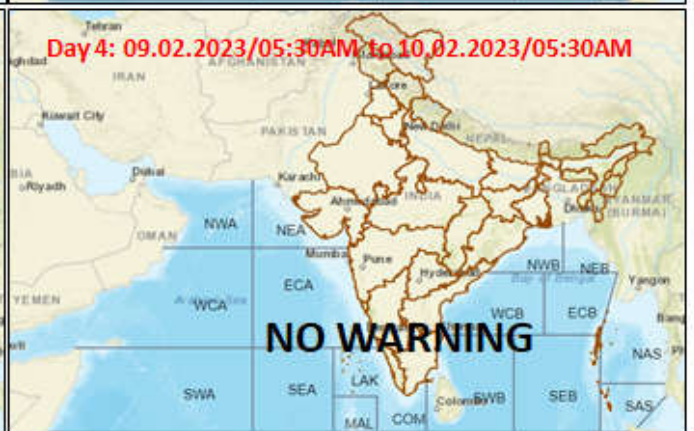 Day 4: 09.02.2023/05:30AM to 10.02.2023/05:30AM
Tehran
IRAN
AFGHANISTAN
Lahore
Kuwait City
PAKISTAN
New Delhi
NEPAL
Riyadh
Dubai
Karachi
Ahmedabad
INDIA
BANGLADESH
MYANMAR
(BURMA)
OMAN
NWA
NEA
Mumbai
Pune
Hyderabad
NWB
NEB
Bay of Bengal
Yangon
YEMEN
WCA
ECA
WCB
ECB
NO WARNING
NAS
SWA
SEA
LAK
Colombo
SWB
SEB
SAS
MAL
COM